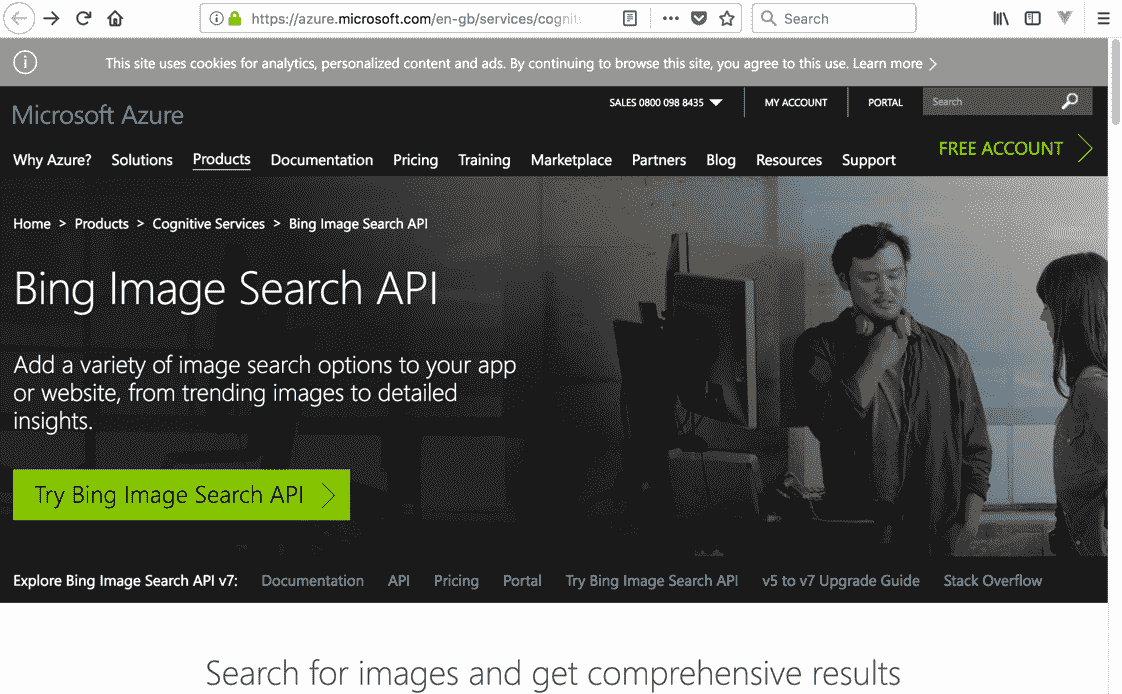 https://azure.microsoft.com/en-gb/services/cognit
Search
This site uses cookies for analytics, personalized content and ads. By continuing to browse this site, you agree to this use. Learn more
SALES 0800 098 8435
MY ACCOUNT
PORTAL
Search
Microsoft Azure
FREE ACCOUNT
Why Azure? Solutions Products Documentation Pricing Training Marketplace Partners Blog Resources Support
Home > Products > Cognitive Services > Bing Image Search API
Bing Image Search API
Add a variety of image search options to your app
or website, from trending images to detailed
insights.
Try Bing Image Search API
Explore Bing Image Search API v7: Documentation API Pricing Portal Try Bing Image Search API v5 to v7 Upgrade Guide Stack Overflow
Search for images and get comprehensive results